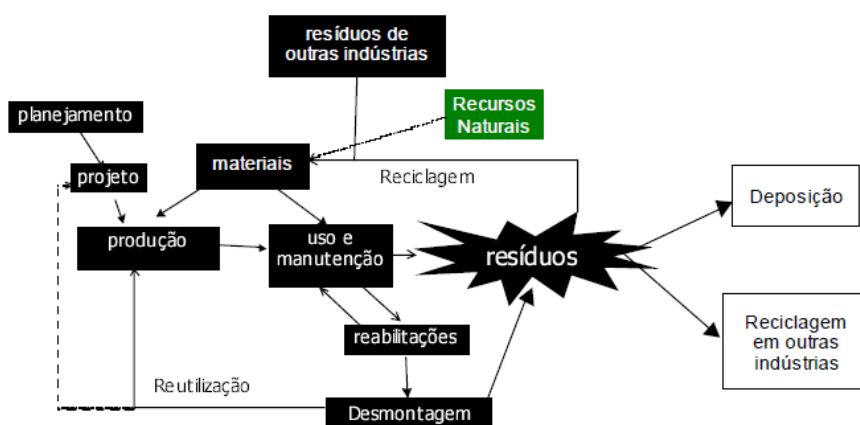 resíduos de
outras indústrias
Recursos
Naturais
planejamento
materiais
projeto
Reciclagem
Deposição
produção
uso e
manutenção
resíduos
reabilitações
Reciclagem
em outras
indústrias
Reutilização
Desmontagem